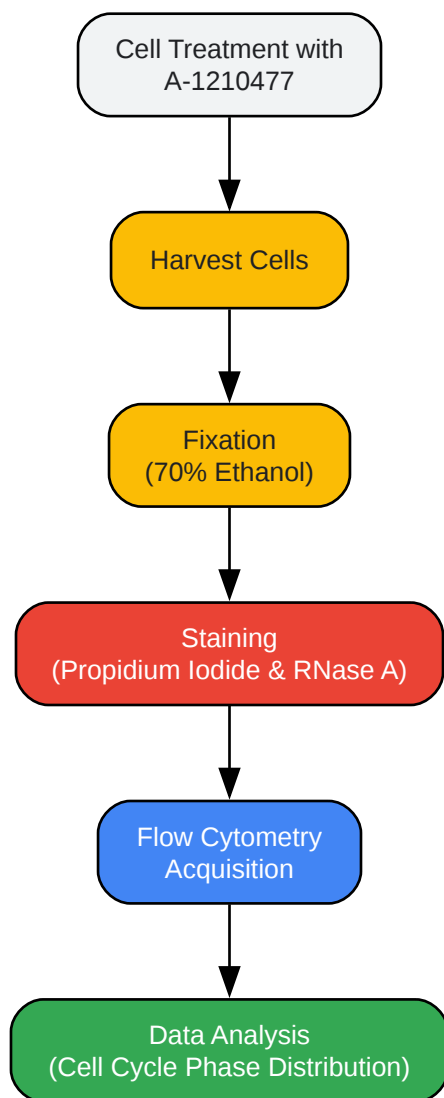 Cell Treatment with
A-1210477
Harvest Cells
Fixation
(70% Ethanol)
Staining
(Propidium Iodide & RNase A)
Flow Cytometry
Acquisition
Data Analysis
(Cell Cycle Phase Distribution)